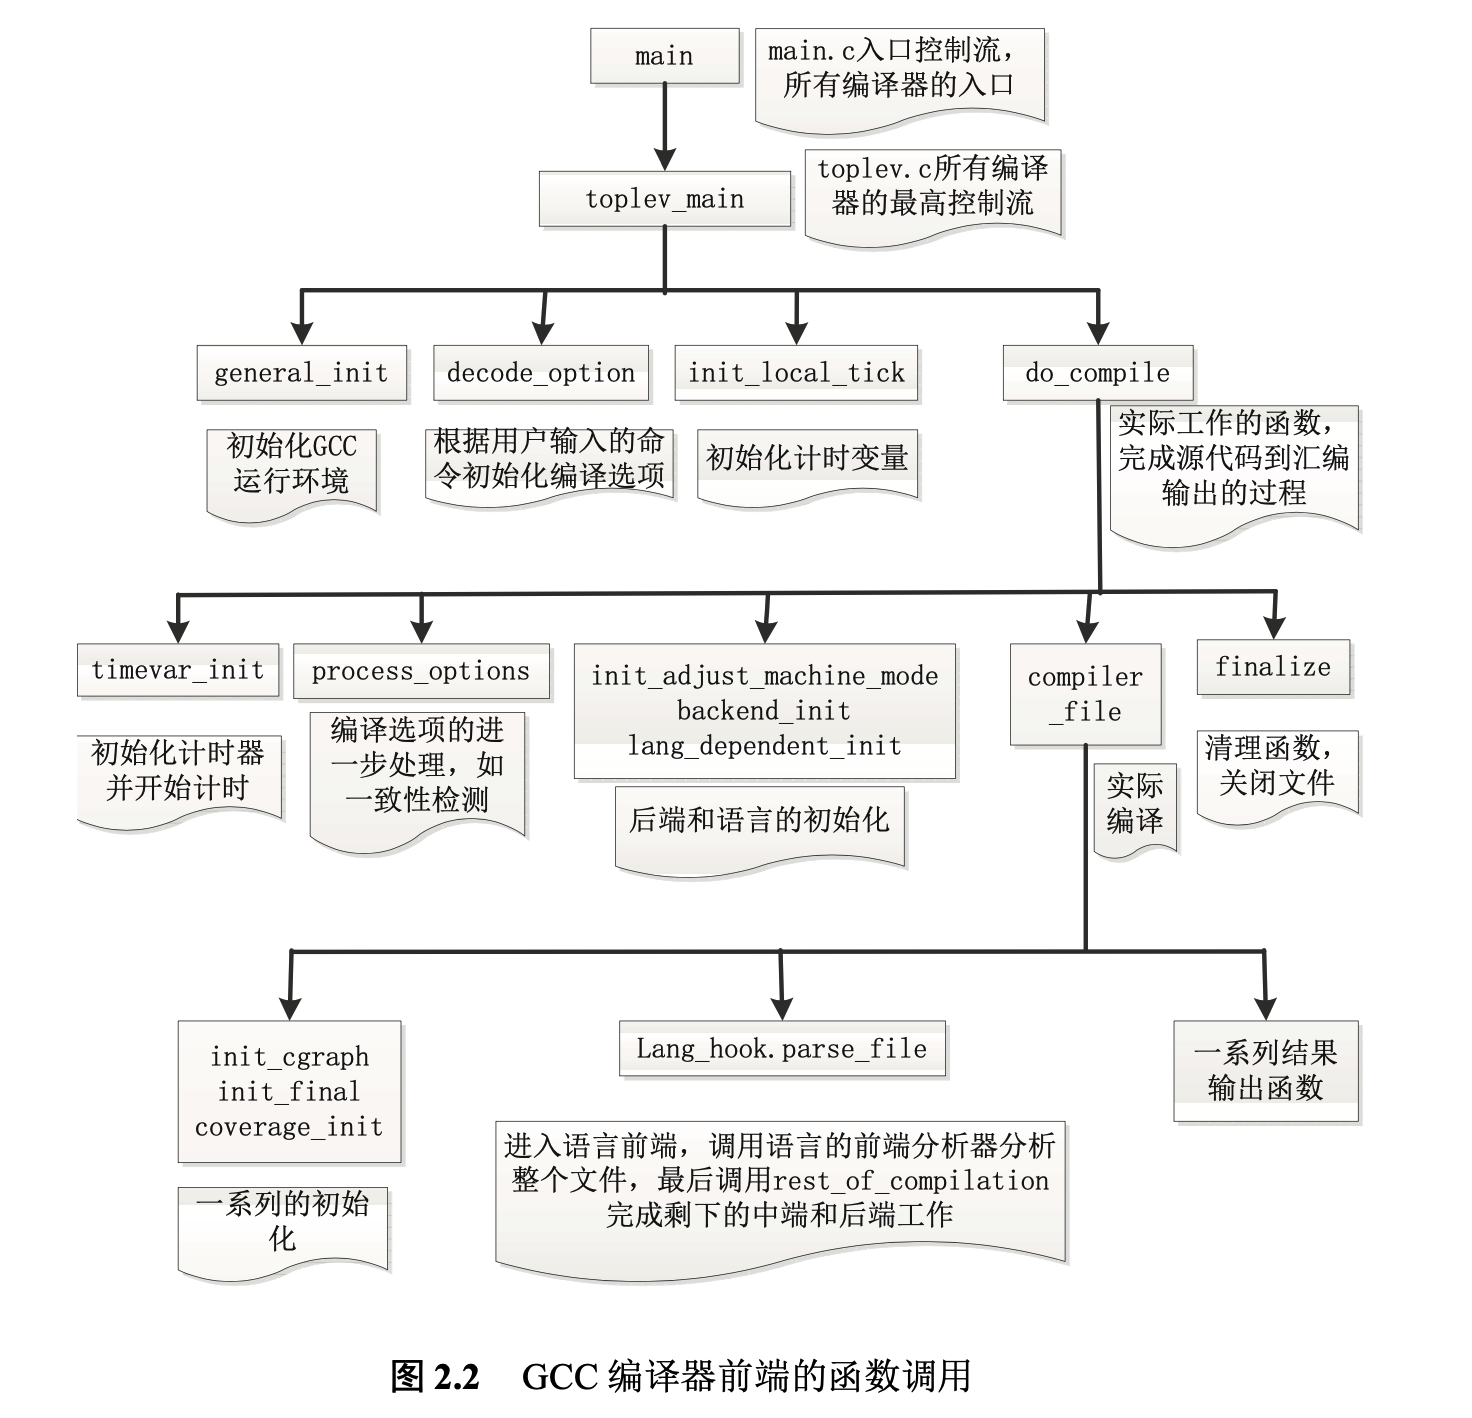 main
main.c入口控制流，
所有编译器的入口
toplev_main
toplev.c所有编译
器的最高控制流
general_init
decode_option
init_local_tick
do_compile
初始化GCC
运行环境
根据用户输入的命
令初始化编译选项
初始化计时变量
实际工作的函数，
完成源代码到汇编
输出的过程
timevar_init
process_options
init_adjust_machine_mode
backend_init
lang_dependent_init
compiler
_file
finalize
初始化计时器
并开始计时
编译选项的进
一步处理，如
一致性检测
后端和语言的初始化
实际
编译
清理函数，
关闭文件
init_cgraph
init_final
coverage_init
Lang_hook.parse_file
一系列结果
输出函数
一系列的初始
化
进入语言前端，调用语言的前端分析器分析
整个文件，最后调用rest_of_compilation
完成剩下的中端和后端工作
图 2.2 GCC 编译器前端的函数调用